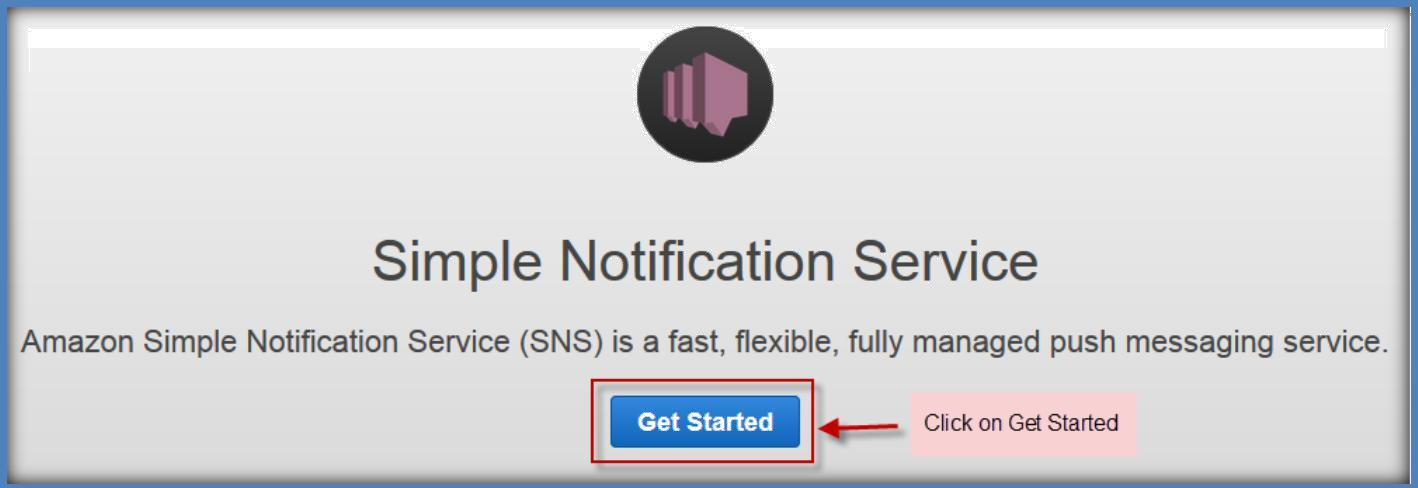 Simple Notification Service
Amazon Simple Notification Service (SNS) is a fast, flexible, fully managed push messaging service.
Get Started
Click on Get Started